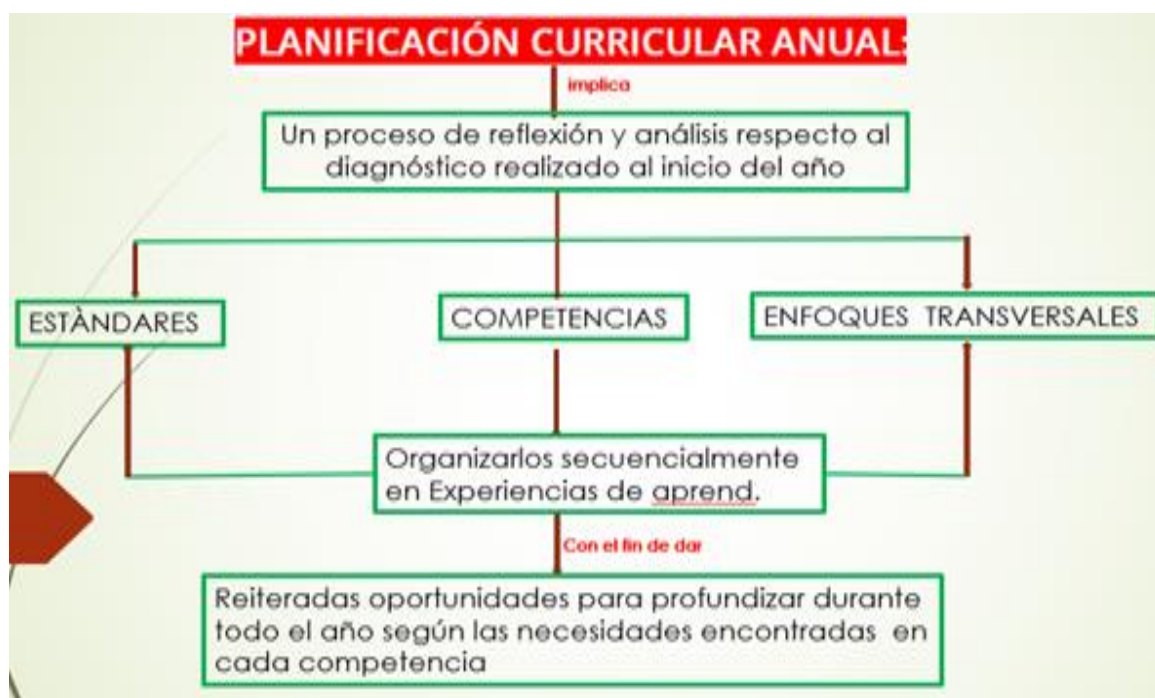 PLANIFICACIÓN CURRICULAR ANUAL:
implica
Un proceso de reflexión y análisis respecto al
diagnóstico realizado al inicio del año
ESTÀNDARES
COMPETENCIAS
ENFOQUES TRANSVERSALES
Organizarlos secuencialmente
en Experiencias de aprend.
Con el fin de dar
Reiteradas oportunidades para profundizar durante
todo el año según las necesidades encontradas en
cada competencia